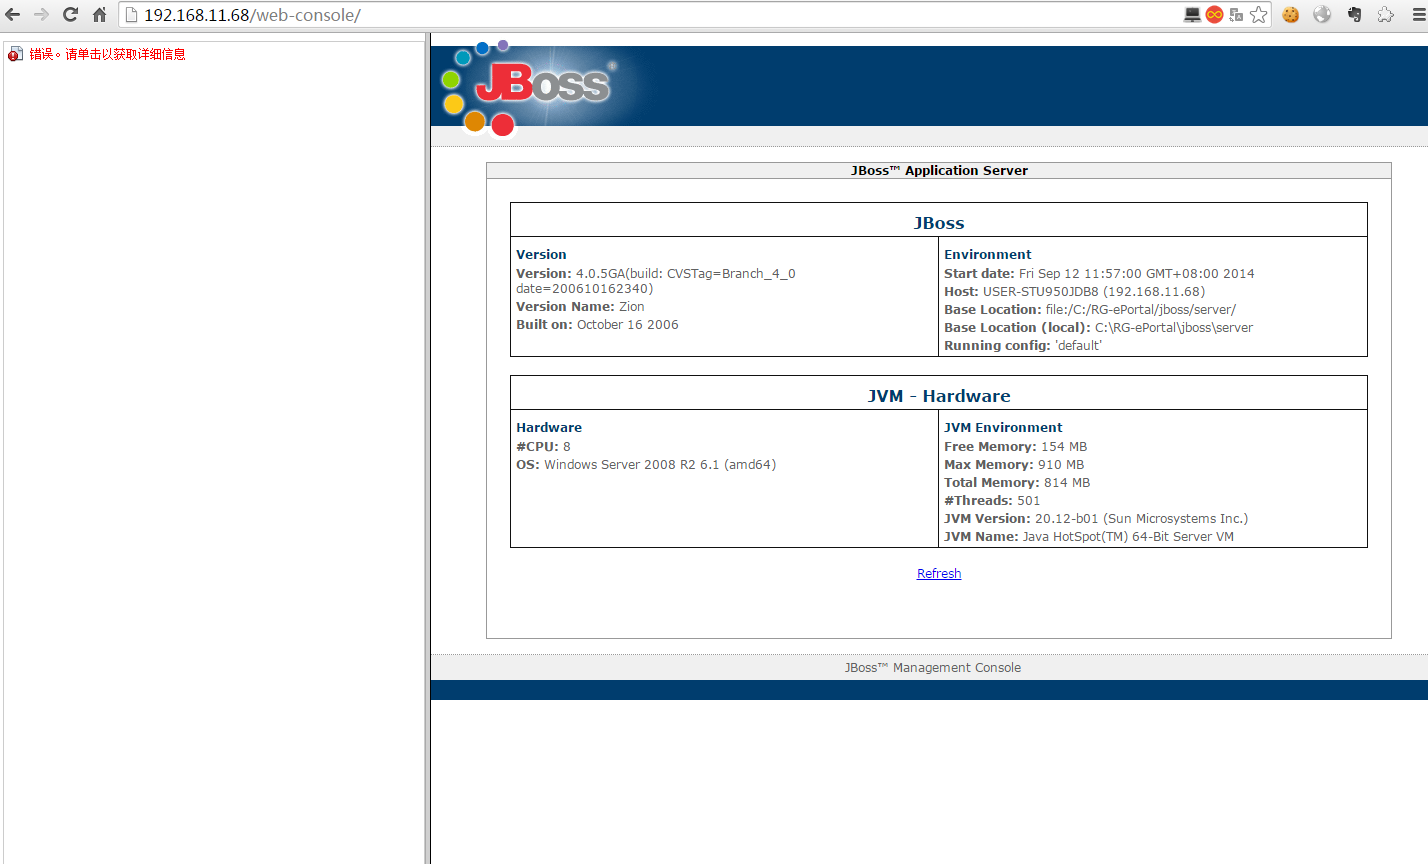 192.168.11.68/web-console/
错误。请单击以获取详细信息
JBoss®
JBoss™ Application Server
JBoss
Version
Version: 4.0.5GA(build: CVSTag=Branch_4_0
date=200610162340)
Version Name: Zion
Built on: October 16 2006
Environment
Start date: Fri Sep 12 11:57:00 GMT+08:00 2014
Host: USER-STU950JDB8 (192.168.11.68)
Base Location: file:/C:/RG-ePortal/jboss/server/
Base Location (local): C:\RG-ePortal\jboss\server
Running config: 'default'
JVM - Hardware
Hardware
#CPU: 8
OS: Windows Server 2008 R2 6.1 (amd64)
JVM Environment
Free Memory: 154 MB
Max Memory: 910 MB
Total Memory: 814 MB
#Threads: 501
JVM Version: 20.12-b01 (Sun Microsystems Inc.)
JVM Name: Java HotSpot(TM) 64-Bit Server VM
Refresh
JBoss™ Management Console